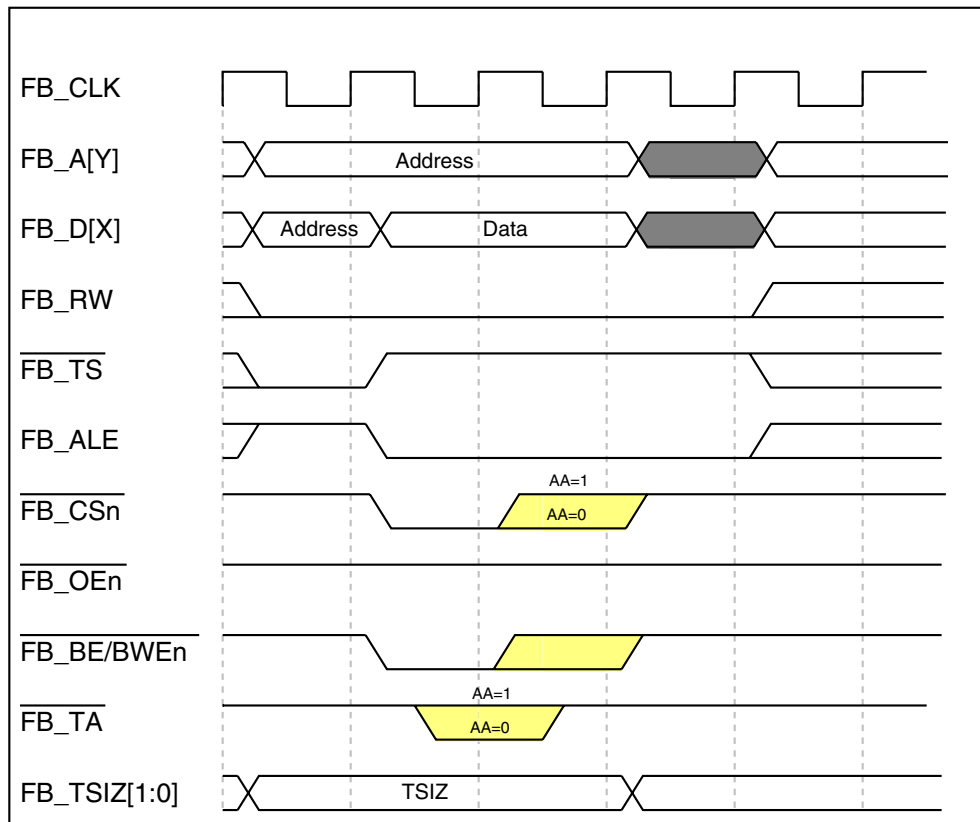 FB_CLK
FB_A[Y]
Address
FB_D[X]
Address
Data
FB_RW
FB_TS
FB_ALE
AA=1
FB_CSn
AA=0
FB_OEn
FB_BE/BWEn
AA=1
FB_TA
AA=0
FB_TSIZ[1:0]
TSIZ